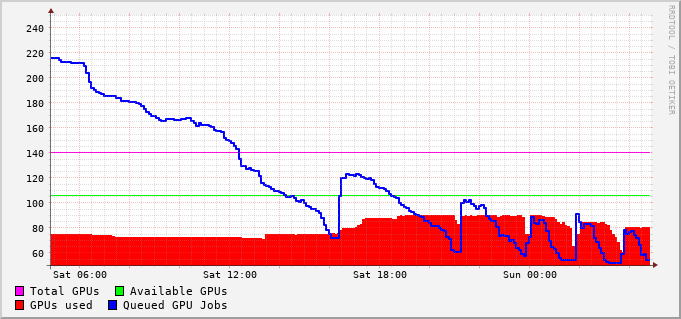 240
220
200
180
160
140
120
100
80
60
Sat 06:00 Sat 12:00 Sat 18:00 Sun 00:00
Total GPUs Available GPUs
GPUs used Queued GPU Jobs
RRDTOOL / TOBI OETIKER